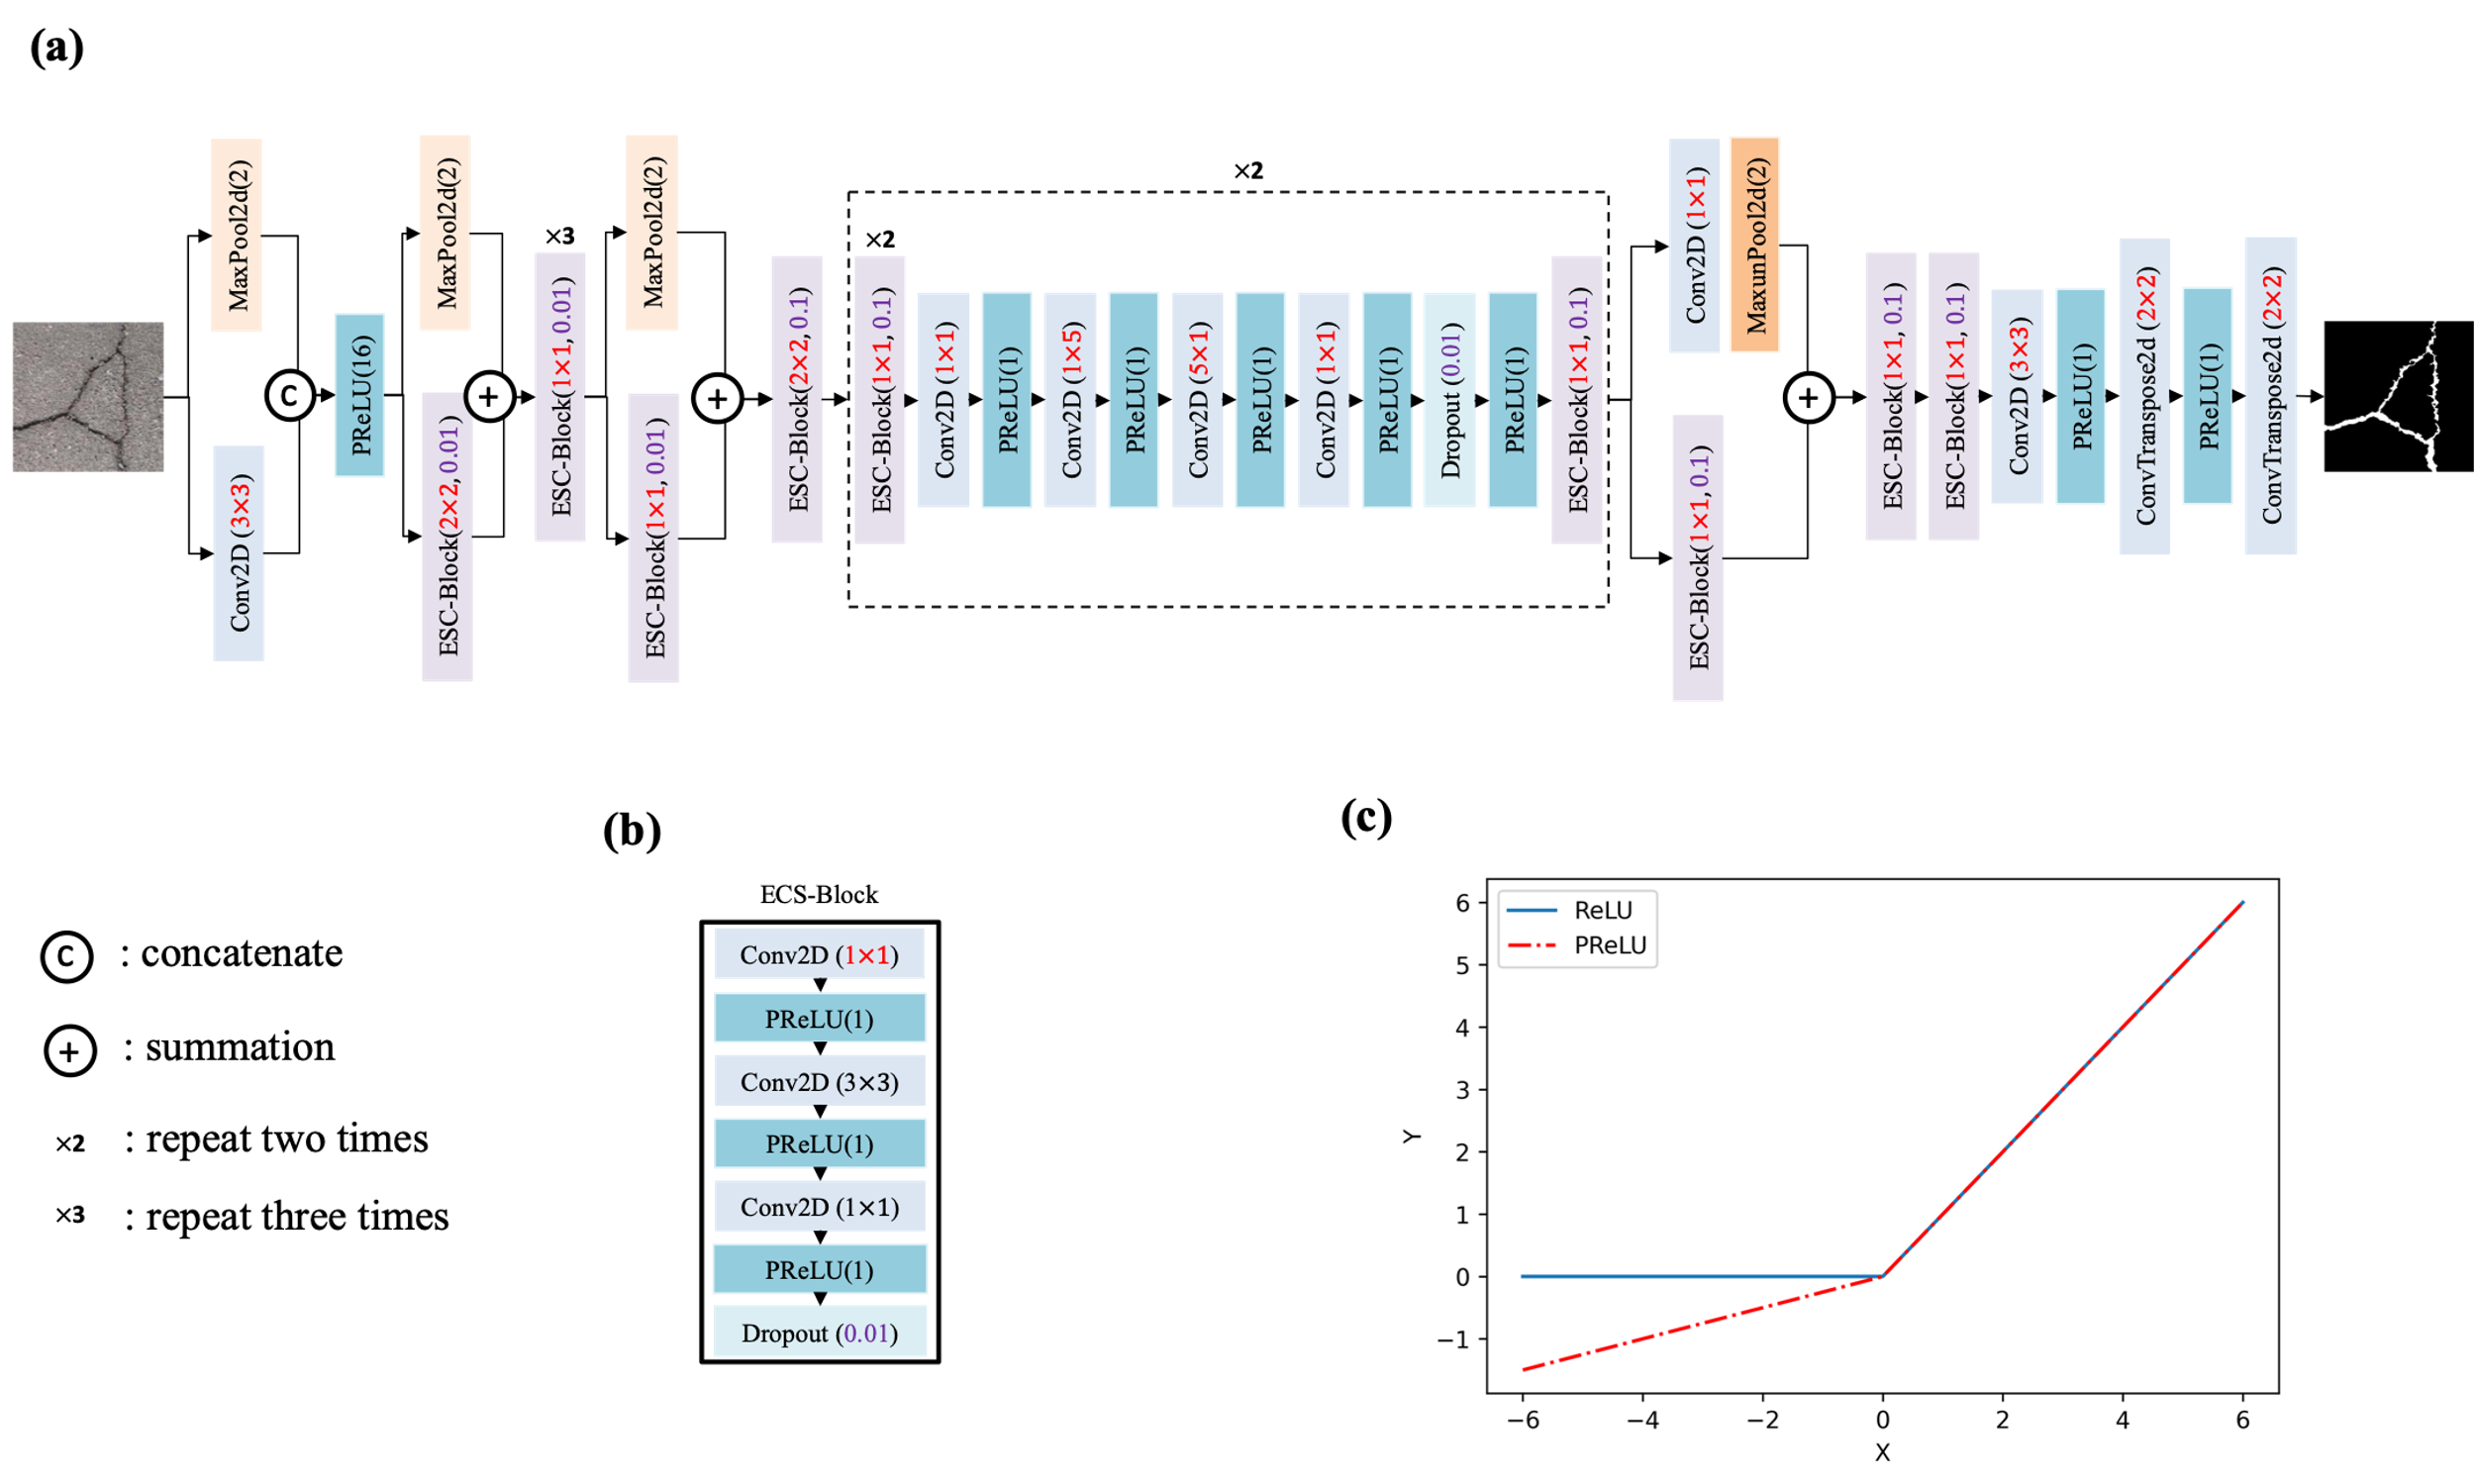 (a)
MaxPool2d(2)
Conv2D (3×3)
C
PReLU(16)
MaxPool2d(2)
ESC-Block(2×2, 0.01)
+
×3
ESC-Block(1×1, 0.01)
MaxPool2d(2)
ESC-Block(1×1, 0.01)
+
ESC-Block(2×2, 0.1)
×2
×2
ESC-Block(1×1, 0.1)
Conv2D (1×1)
PReLU(1)
Conv2D (1×5)
PReLU(1)
Conv2D (5×1)
PReLU(1)
Conv2D (1×1)
PReLU(1)
Dropout (0.01)
PReLU(1)
ESC-Block(1×1, 0.1)
Conv2D (1×1)
MaxunPool2d(2)
ESC-Block(1×1, 0.1)
+
ESC-Block(1×1, 0.1)
ESC-Block(1×1, 0.1)
Conv2D (3×3)
PReLU(1)
ConvTranspose2d (2×2)
PReLU(1)
ConvTranspose2d (2×2)
C : concatenate
+ : summation
×2 : repeat two times
×3 : repeat three times
(b)
ECS-Block
Conv2D (1×1)
PReLU(1)
Conv2D (3×3)
PReLU(1)
Conv2D (1×1)
PReLU(1)
Dropout (0.01)
(c)
ReLU
PReLU
6
5
4
3
2
1
0
−1
Y
−6 −4 −2 0 2 4 6
X